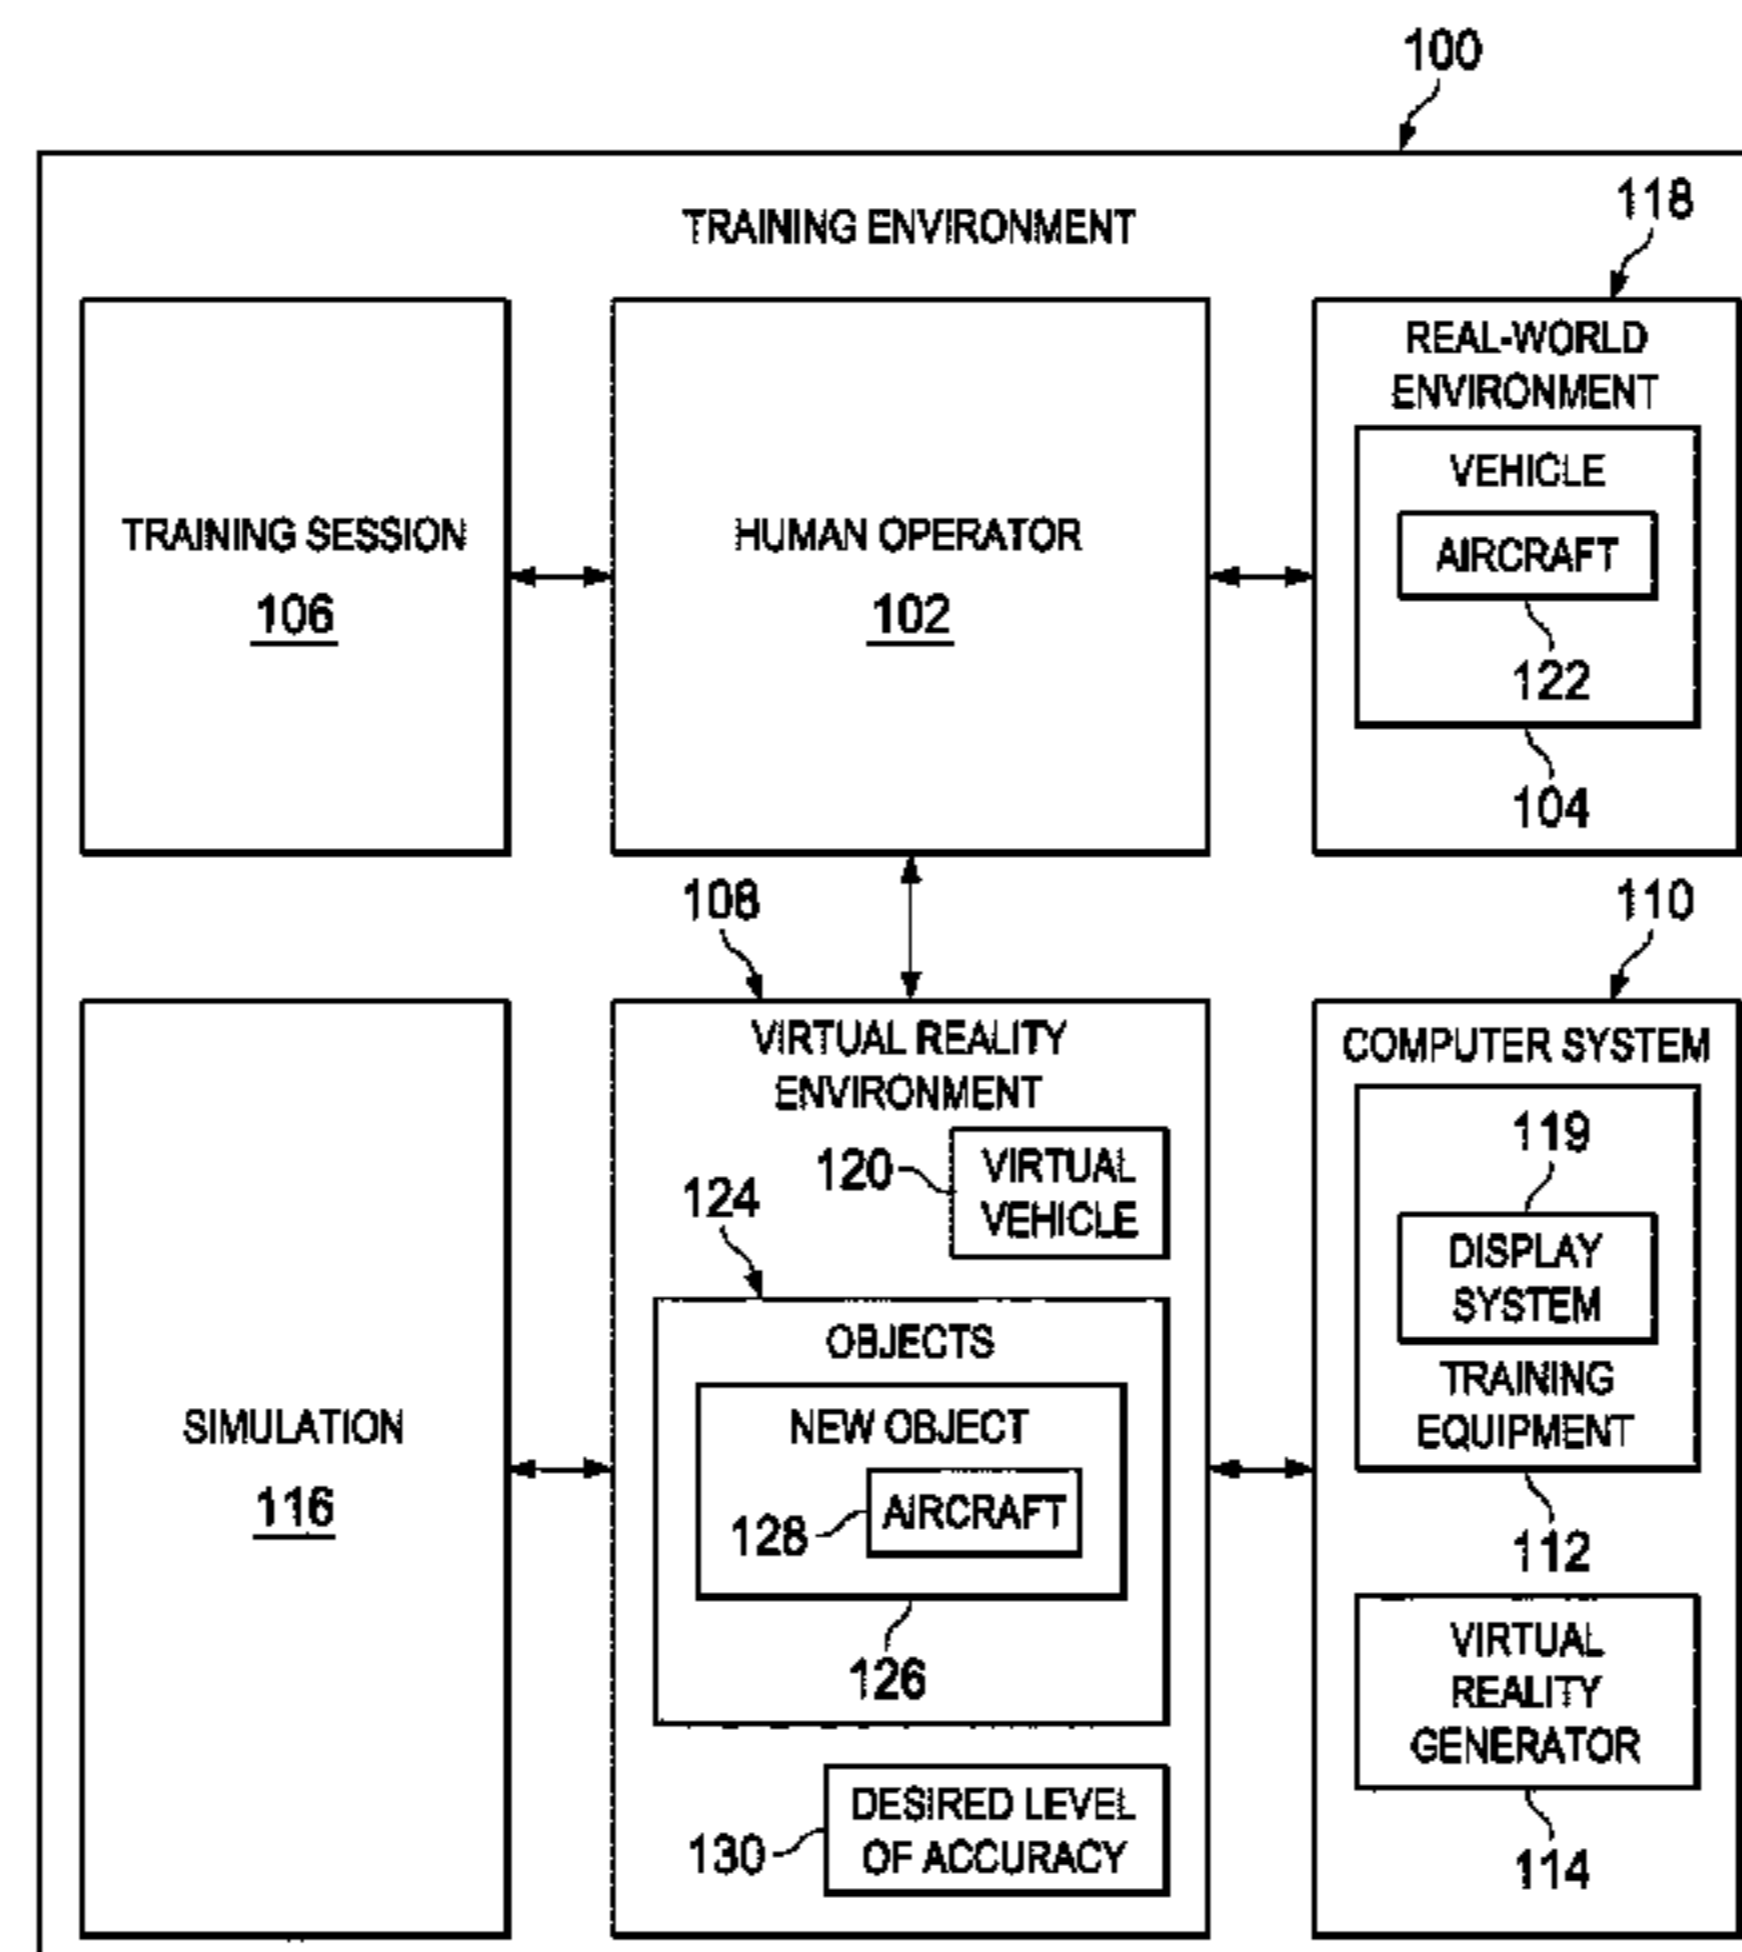 100
TRAINING ENVIRONMENT
118
TRAINING SESSION
106
HUMAN OPERATOR
102
REAL-WORLD
ENVIRONMENT
VEHICLE
AIRCRAFT
122
104
108
110
SIMULATION
116
VIRTUAL REALITY
ENVIRONMENT
120
VIRTUAL
VEHICLE
124
OBJECTS
NEW OBJECT
128
AIRCRAFT
126
130
DESIRED LEVEL
OF ACCURACY
COMPUTER SYSTEM
119
DISPLAY
SYSTEM
TRAINING
EQUIPMENT
112
VIRTUAL
REALITY
GENERATOR
114